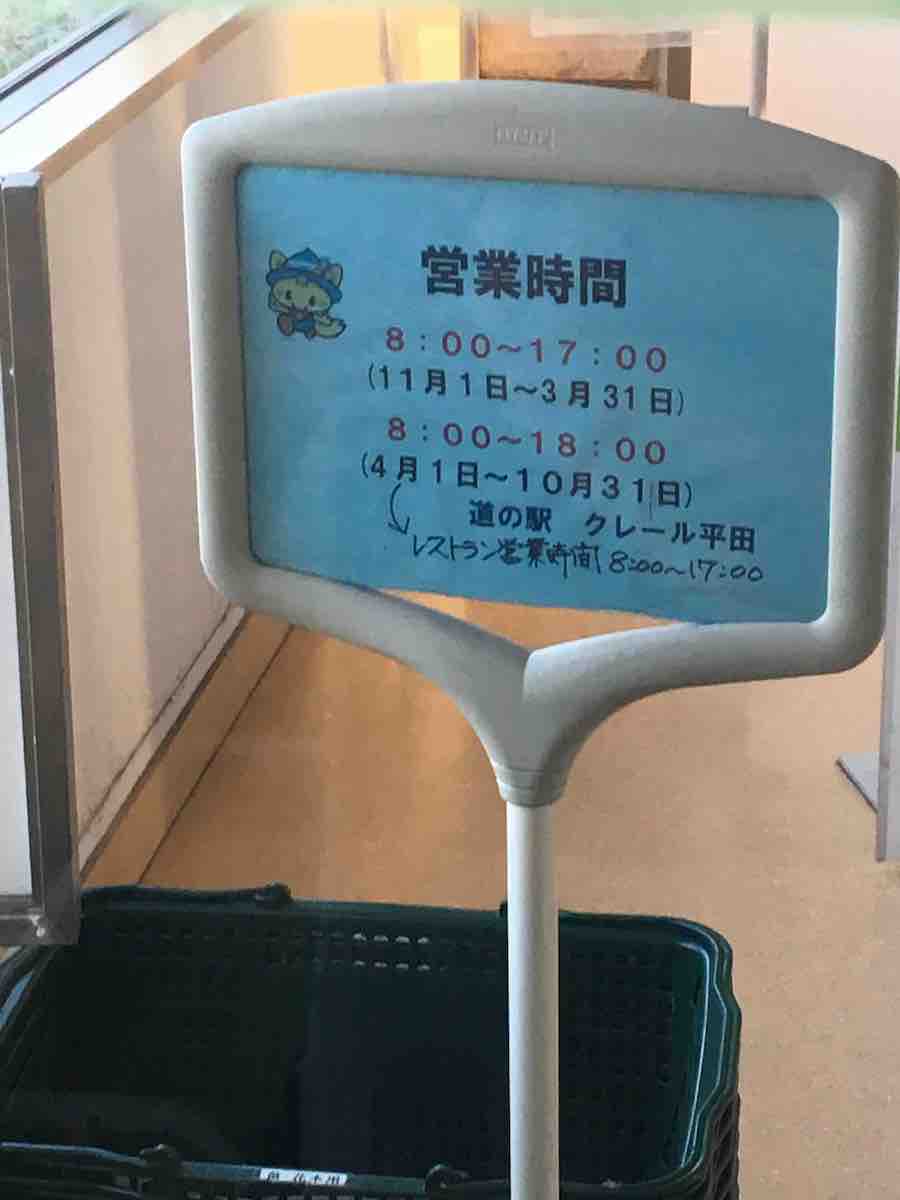 営業時間
8：00～17：00
(11月1日～3月31日)
8：00～18：00
(4月1日～10月31日)
道の駅　クレール平田
レストラン営業時間 8:00～17:00